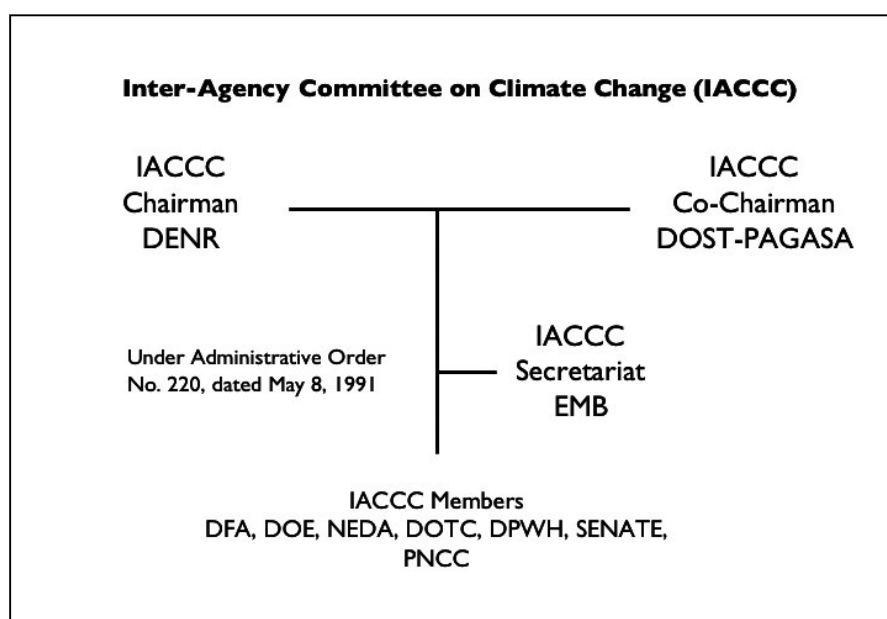 Inter-Agency Committee on Climate Change (IACCC)
IACCC
Chairman
DENR
IACCC
Co-Chairman
DOST-PAGASA
Under Administrative Order
No. 220, dated May 8, 1991
IACCC
Secretariat
EMB
IACCC Members
DFA, DOE, NEDA, DOTC, DPWH, SENATE,
PNCC